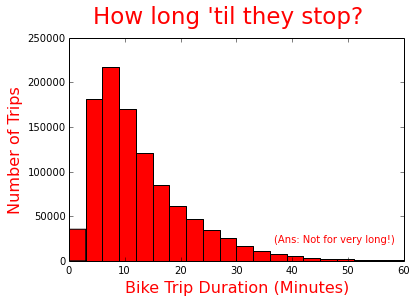 How long 'til they stop?
250000
200000
150000
100000
50000
0
Number of Trips
(Ans: Not for very long!)
0 10 20 30 40 50 60
Bike Trip Duration (Minutes)